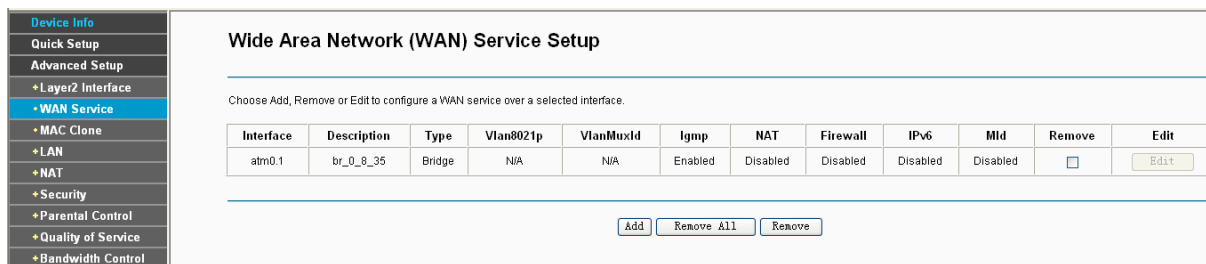 Device Info
Quick Setup
Advanced Setup
+Layer2 Interface
•WAN Service
•MAC Clone
+LAN
+NAT
+Security
+Parental Control
+Quality of Service
+Bandwidth Control
Wide Area Network (WAN) Service Setup
Choose Add, Remove or Edit to configure a WAN service over a selected interface.
Interface Description Type Vlan8021p VlanMuxId Igmp NAT Firewall IPv6 Mld Remove Edit
atm0.1 br_0_8_35 Bridge N/A N/A Enabled Disabled Disabled Disabled Disabled Edit
Add Remove All Remove